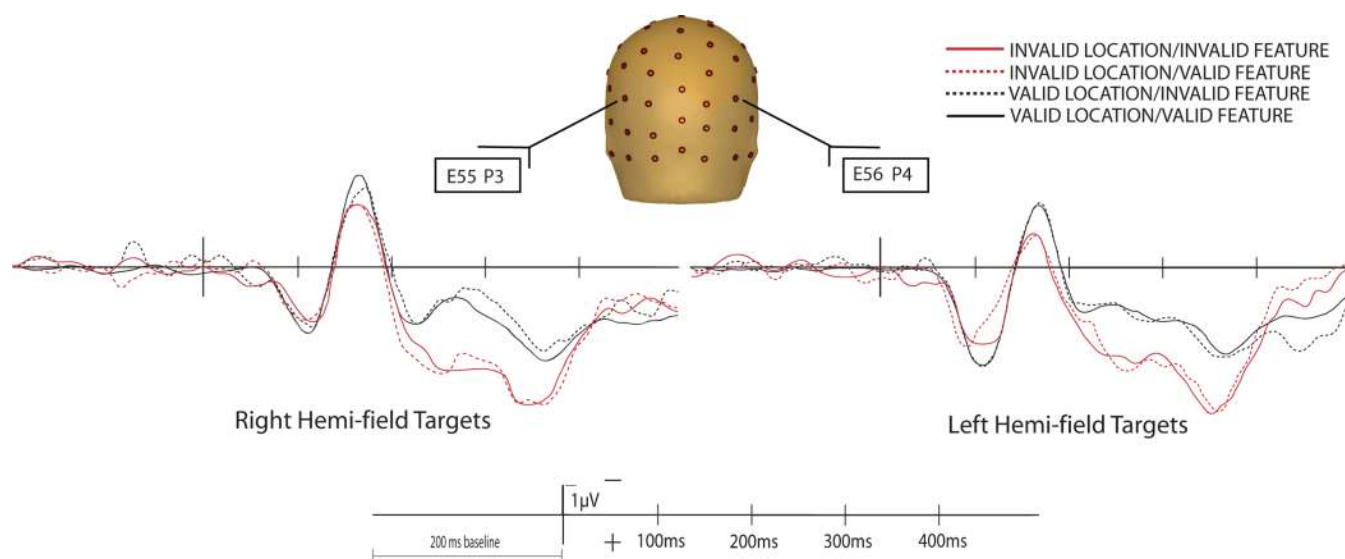 INVALID LOCATION/INVALID FEATURE
INVALID LOCATION/VALID FEATURE
VALID LOCATION/INVALID FEATURE
VALID LOCATION/VALID FEATURE
E55 P3
E56 P4
Right Hemi-field Targets
Left Hemi-field Targets
1µV
−
200 ms baseline
+
100ms
200ms
300ms
400ms